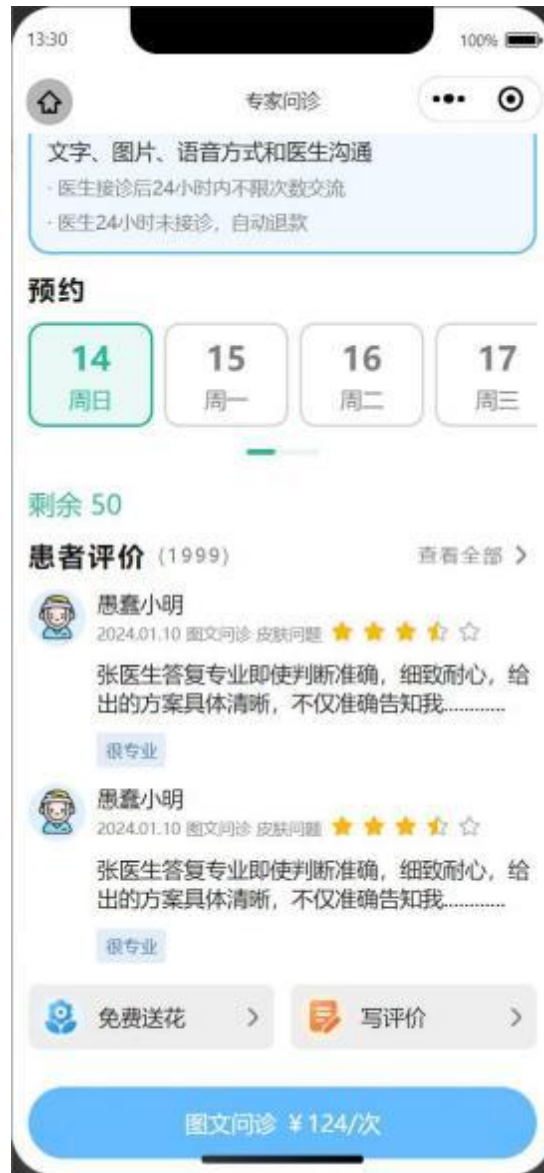 13:30
100%
专家问诊
文字、图片、语音方式和医生沟通
· 医生接诊后24小时内不限次数交流
· 医生24小时未接诊，自动退款
预约
14 15 16 17
周日 周一 周二 周三
剩余 50
患者评价 (1999) 查看全部 >
愚蠢小明
2024.01.10 图文问诊 皮肤问题
张医生答复专业即使判断准确，细致耐心，给
出的方案具体清晰，不仅准确告知我............
很专业
愚蠢小明
2024.01.10 图文问诊 皮肤问题
张医生答复专业即使判断准确，细致耐心，给
出的方案具体清晰，不仅准确告知我............
很专业
免费送花 > 写评价 >
图文问诊 ¥124/次